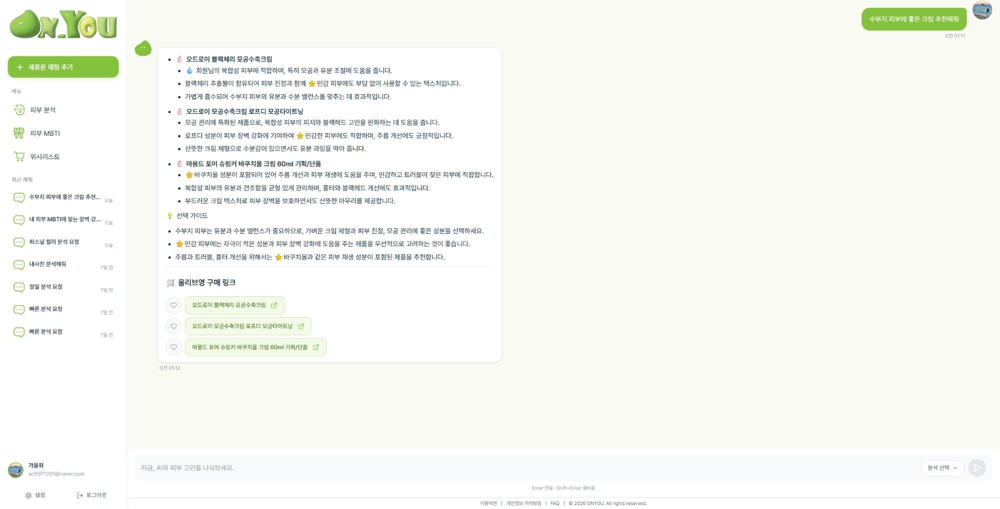 ON_YOU
새로운 채팅 추가
메뉴
피부 분석
MBTI
피부 MBTI
위시리스트
최근 채팅
수부지 피부에 좋은 크림 추천...
오늘
내 피부 MBTI에 맞는 장벽 강...
오늘
퍼스널 컬러 분석 요청
오늘
내사진 분석해줘
7일 전
정밀 분석 요청
7일 전
빠른 분석 요청
7일 전
빠른 분석 요청
7일 전
가을쥐
acft971201@naver.com
설정
로그아웃
수부지 피부에 좋은 크림 추천해줘
오전 01:11
오드로이 블랙체리 모공수축크림
회원님의 복합성 피부에 적합하며, 특히 모공과 유분 조절에 도움을 줍니다.
블랙체리 추출물이 함유되어 피부 진정과 함께 ⭐민감 피부에도 부담 없이 사용할 수 있는 텍스처입니다.
가볍게 흡수되어 수부지 피부의 유분과 수분 밸런스를 맞추는 데 효과적입니다.
오드로이 모공수축크림 로프디 모공타이트닝
모공 관리에 특화된 제품으로, 복합성 피부의 피지와 블랙헤드 고민을 완화하는 데 도움을 줍니다.
로프디 성분이 피부 장벽 강화에 기여하여 ⭐민감한 피부에도 적합하며, 주름 개선에도 긍정적입니다.
산뜻한 크림 제형으로 수분감이 있으면서도 유분 과잉을 막아 줍니다.
마몽드 포어 슈링커 바쿠치올 크림 60ml 기획/단품
⭐바쿠치올 성분이 포함되어 있어 주름 개선과 피부 재생에 도움을 주며, 민감하고 트러블이 잦은 피부에 적합합니다.
복합성 피부의 유분과 건조함을 균형 있게 관리하며, 흉터와 블랙헤드 개선에도 효과적입니다.
부드러운 크림 텍스처로 피부 장벽을 보호하면서도 산뜻한 마무리를 제공합니다.
💡 선택 가이드
수부지 피부는 유분과 수분 밸런스가 중요하므로, 가벼운 크림 제형과 피부 진정, 모공 관리에 좋은 성분을 선택하세요.
⭐민감 피부에는 자극이 적은 성분과 피부 장벽 강화에 도움을 주는 제품을 우선적으로 고려하는 것이 좋습니다.
주름과 트러블, 흉터 개선을 위해서는 ⭐바쿠치올과 같은 피부 재생 성분이 포함된 제품을 추천합니다.
🛒 올리브영 구매 링크
오드로이 블랙체리 모공수축크림
오드로이 모공수축크림 로프디 모공타이트닝
마몽드 포어 슈링커 바쿠치올 크림 60ml 기획/단품
오전 01:12
지금, AI와 피부 고민을 나눠보세요.
분석 선택
Enter 전송 · Shift+Enter 줄바꿈
이용약관 | 개인정보 처리방침 | FAQ | © 2026 ONYOU. All rights reserved.